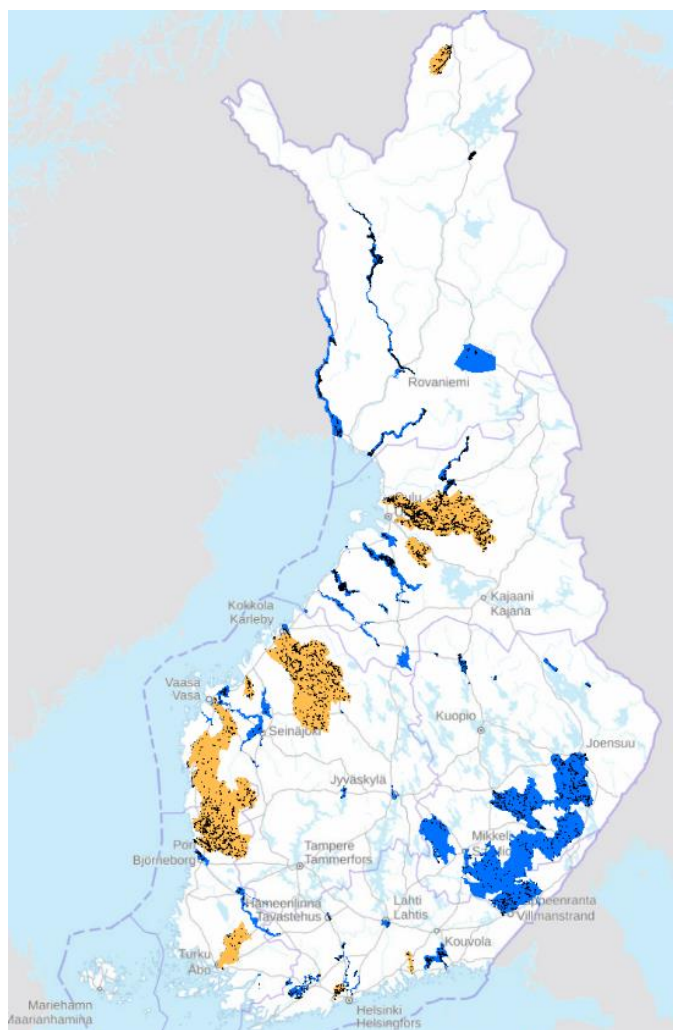 Rovaniemi
Oulu
Kajaani
Kajana
Kokkola
Karleby
Vaasa
Vasa
Kuopio
Seinäjoki
Joensuu
Jyväskylä
Mikkeli
Pori
Björneborg
Tampere
Tammerfors
Hämeenlinna
Tavastehus
Lahti
Lahtis
Lappeenranta
Villmanstrand
Kouvola
Turku
Åbo
Mariehamn
Maarianhamina
Helsinki
Helsingfors